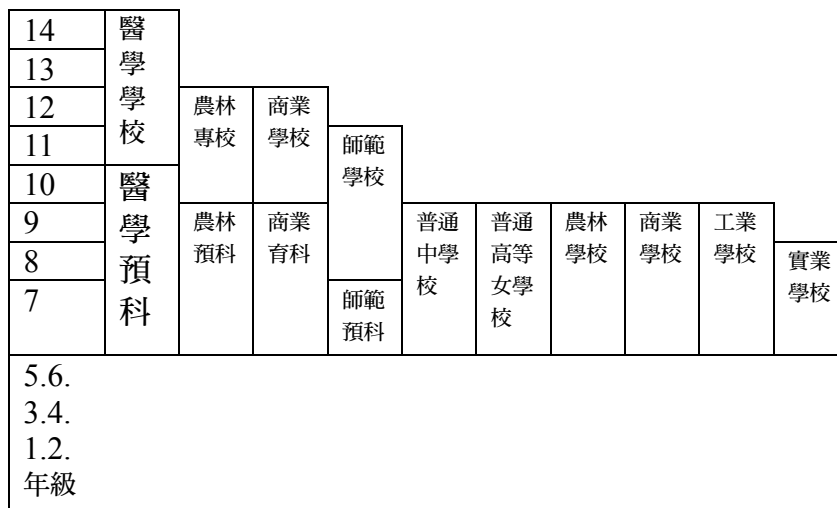 14
13
12
11
10
9
8
7
醫
學
學
校
醫
學
預
科
農林
專校
農林
預科
商業
學校
商業
育科
師範
學校
師範
預科
普通
中學
校
普通
高等
女學
校
農林
學校
商業
學校
工業
學校
實業
學校
5.6.
3.4.
1.2.
年級